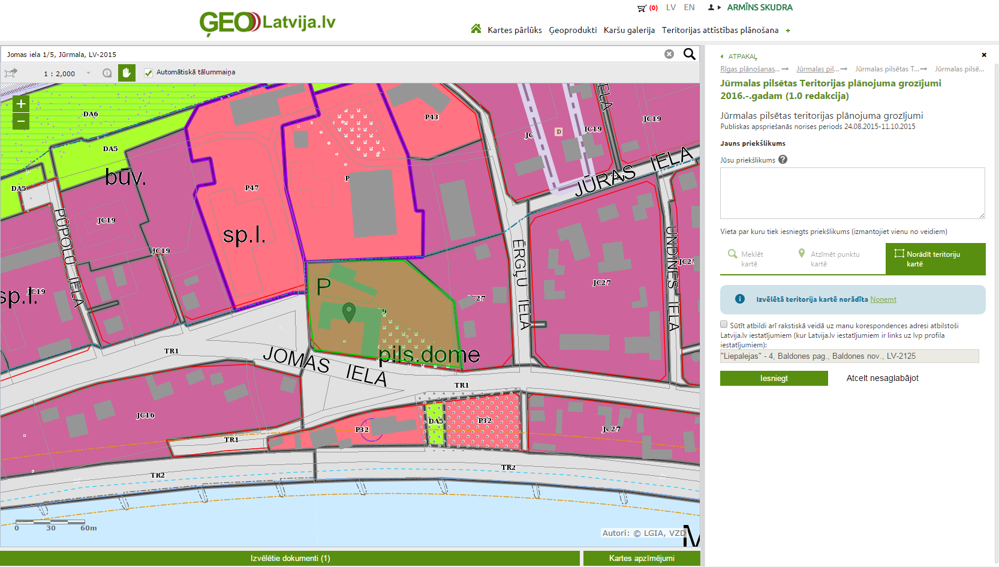 (0) LV EN ARMĪNS SKUDRA
ĢEO Latvija.lv
Kartes pārlūks Ģeoprodukti Karšu galerija Teritorijas attīstības plānošana +
Jomas iela 1/5, Jūrmala, LV-2015
1 : 2,000
Automātiskā tālummaiņa
+
−
DA6
DA5
būv.
DA5
P47
sp.l.
JC19
JC19
PUPOLU IELA
JC19
sp.l.
P43
D
JC19
JC19
JŪRAS IELA
ĒRGĻU IELA
UNDINES IELA
JC27
P
pils.dome
TR1
JOMAS IELA
TR1
JC16
TR1
P32
DA5
P32
JC27
TR2
TR2
0 30 60m
Autori: © LGIA, VZD
Izvēlētie dokumenti (1)
Kartes apzīmējumi
ATPAKAĻ
Rīgas plānošanas... Jūrmalas pil... Jūrmalas pilsētas T... Jūrmalas pilsē...
Jūrmalas pilsētas Teritorijas plānojuma grozījumi
2016.-.gadam (1.0 redakcija)
Jūrmalas pilsētas teritorijas plānojuma grozījumi
Publiskas apspriešanās norises periods 24.08.2015-11.10.2015
Jauns priekšlikums
Jūsu priekšlikums ?
Vieta par kuru tiek iesniegts priekšlikums (izmantojiet vienu no veidiem)
Meklēt
kartē
Atzīmēt punktu
kartē
Norādīt teritoriju
kartē
Izvēlētā teritorija kartē norādīta Noņemt
Sūtīt atbildi arī rakstiskā veidā uz manu korespondences adresi atbilstoši
Latvija.lv iestatījumiem (kur Latvija.lv iestatījumiem ir links uz lvp profila
iestatījumiem):
"Liepalejas" - 4, Baldones pag., Baldones nov., LV-2125
Iesniegt
Atcelt nesaglabājot